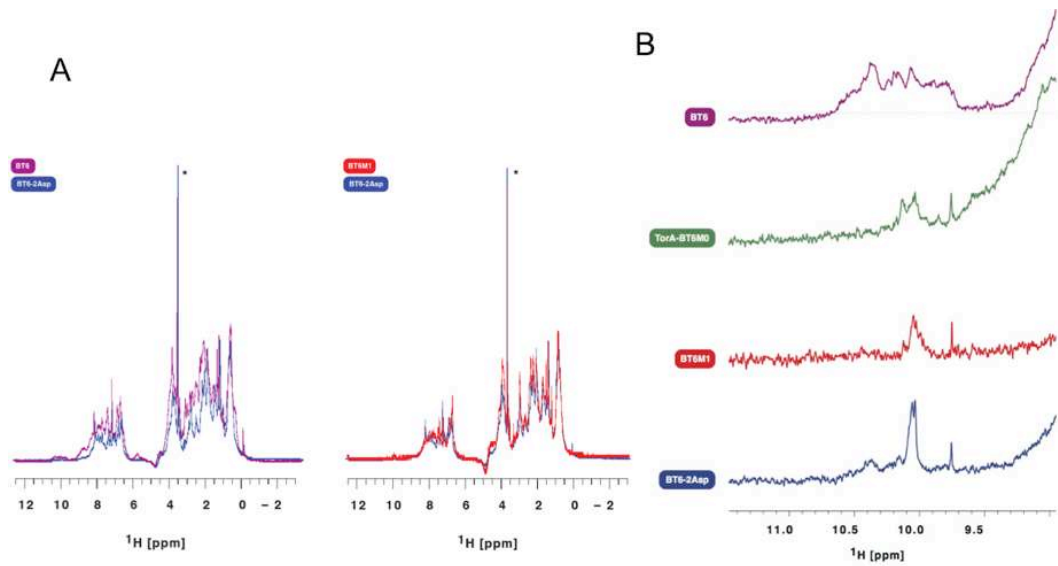 A
B
BT6
BT6-2Asp
BT6M1
BT6-2Asp
BT6
TorA-BT6M0
BT6M1
BT6-2Asp
12 10 8 6 4 2 0 - 2
12 10 8 6 4 2 0 - 2
11.0 10.5 10.0 9.5
¹H [ppm]
¹H [ppm]
¹H [ppm]